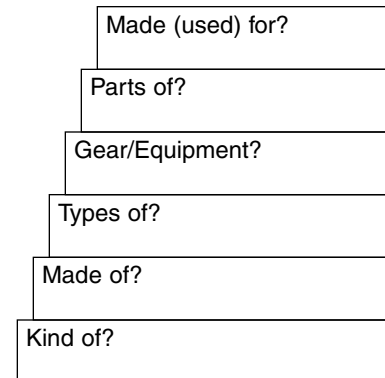 Made (used) for?
Parts of?
Gear/Equipment?
Types of?
Made of?
Kind of?